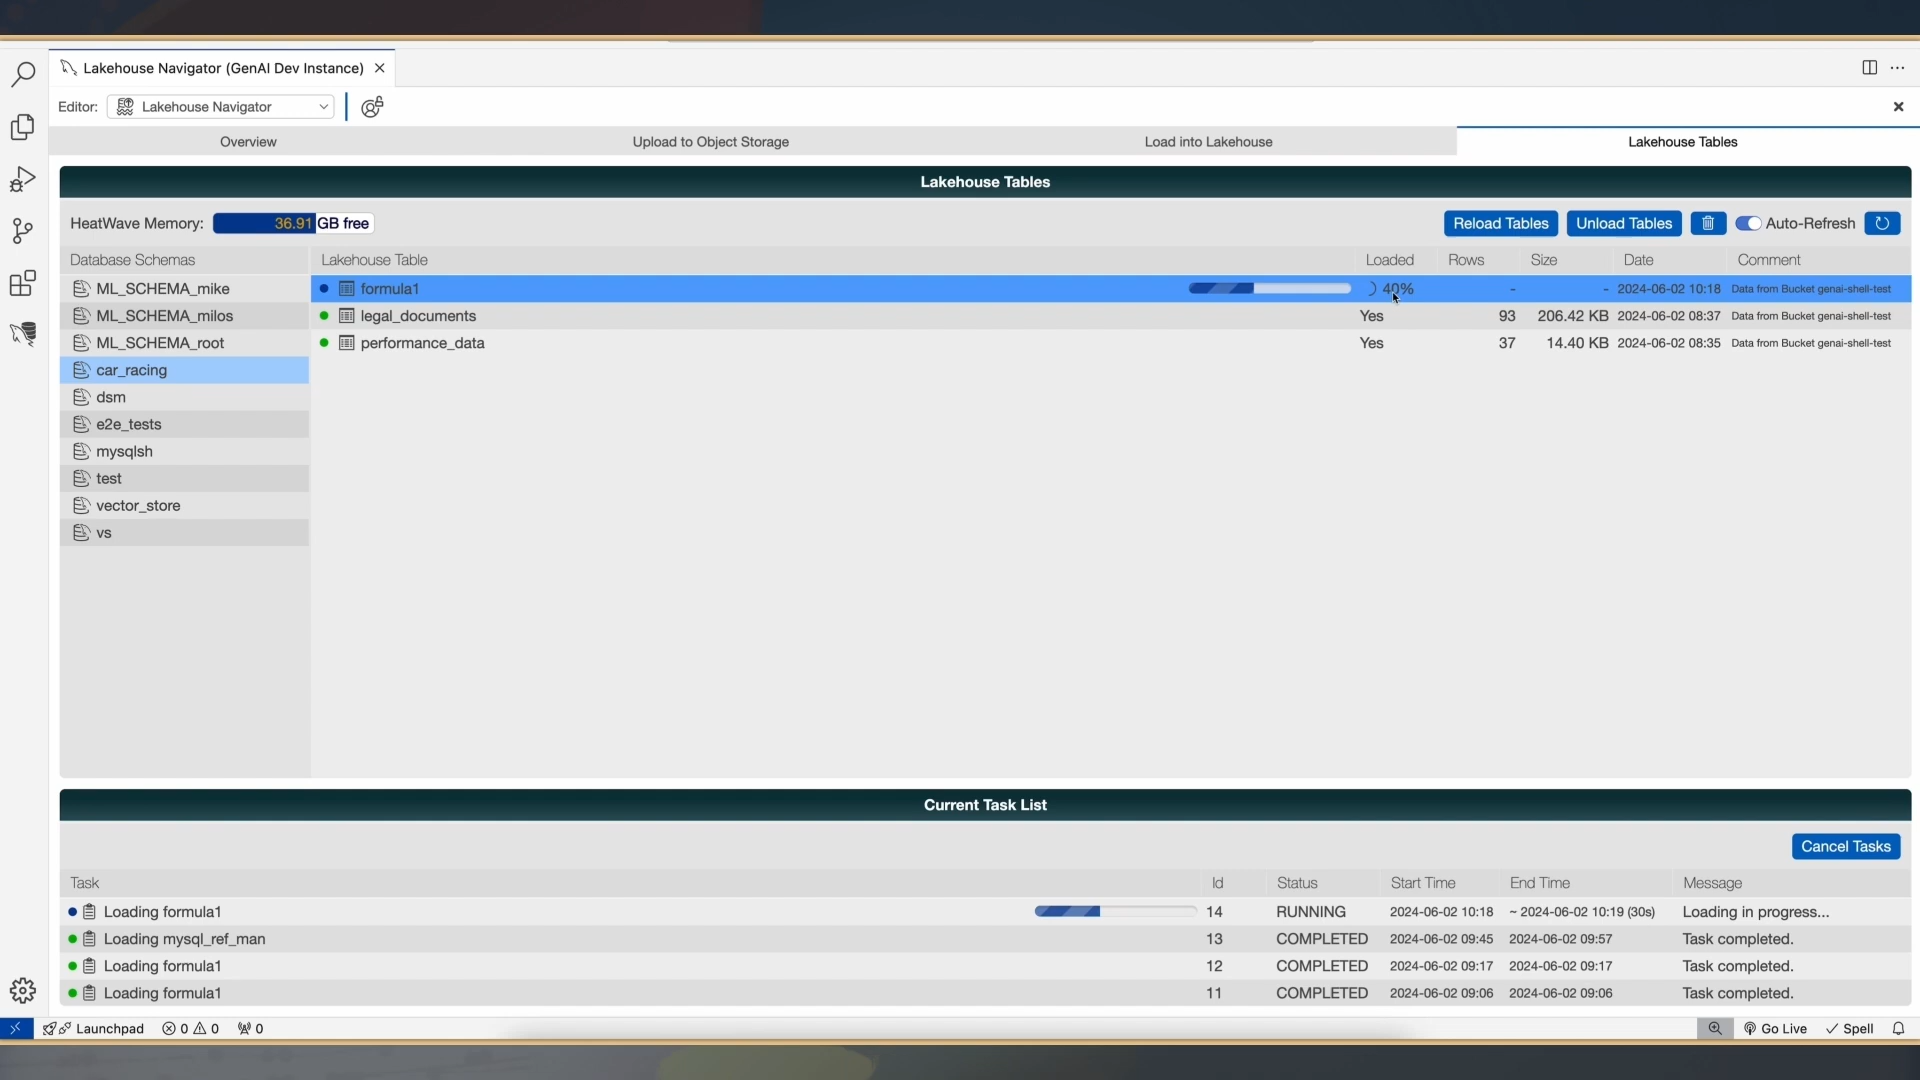 Lakehouse Navigator (GenAI Dev Instance)
Editor: Lakehouse Navigator
Overview Upload to Object Storage Load into Lakehouse Lakehouse Tables
Lakehouse Tables
HeatWave Memory: 36.91 GB free Reload Tables Unload Tables Auto-Refresh
Database Schemas Lakehouse Table Loaded Rows Size Date Comment
ML_SCHEMA_mike formula1 40% - - 2024-06-02 10:18 Data from Bucket genai-shell-test
ML_SCHEMA_milos legal_documents Yes 93 206.42 KB 2024-06-02 08:37 Data from Bucket genai-shell-test
ML_SCHEMA_root performance_data Yes 37 14.40 KB 2024-06-02 08:35 Data from Bucket genai-shell-test
car_racing
dsm
e2e_tests
mysqlsh
test
vector_store
vs
Current Task List
Cancel Tasks
Task Id Status Start Time End Time Message
Loading formula1 14 RUNNING 2024-06-02 10:18 ~ 2024-06-02 10:19 (30s) Loading in progress...
Loading mysql_ref_man 13 COMPLETED 2024-06-02 09:45 2024-06-02 09:57 Task completed.
Loading formula1 12 COMPLETED 2024-06-02 09:17 2024-06-02 09:17 Task completed.
Loading formula1 11 COMPLETED 2024-06-02 09:06 2024-06-02 09:06 Task completed.
Launchpad 0 0 0 Go Live Spell